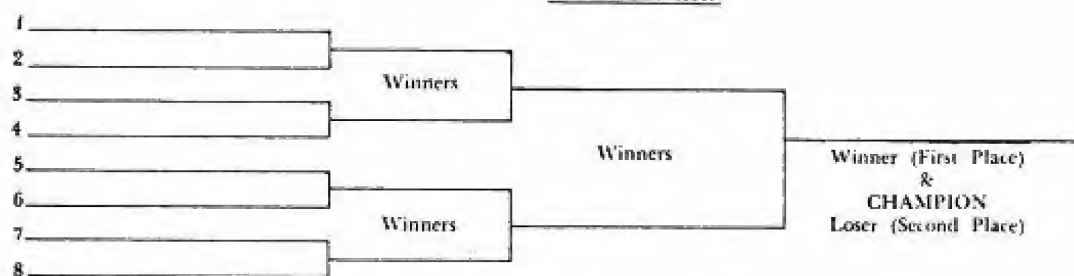 1
2
3
4
5
6
7
8
Winners
Winners
Winners
Winner (First Place)
&
CHAMPION
Loser (Second Place)